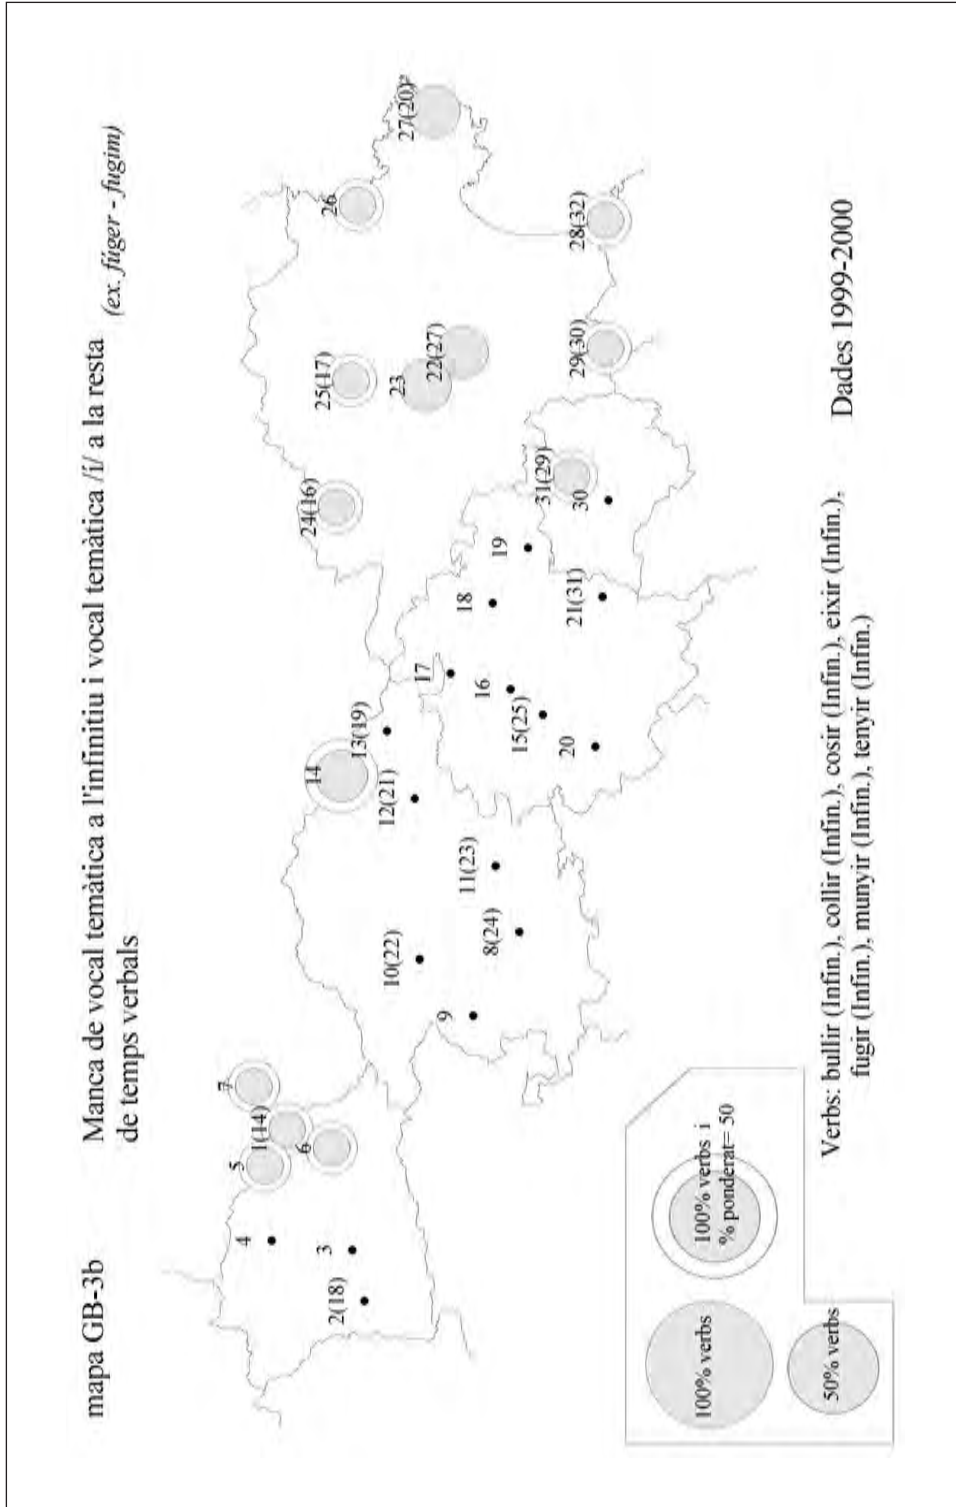 mapa GB-3b
Manca de vocal temàtica a l'infinitiu i vocal temàtica /í/ a la resta
de temps verbals
(ex. fúger - fugim)
1(14)
2(18)
3
4
5
6
7
8(24)
9
10(22)
11(23)
12(21)
13(19)
14
15(25)
16
17
18
19
20
21(31)
22(27)
23
24(16)
25(17)
26
27(20)
28(32)
29(30)
30
31(29)
100% verbs
50% verbs
100% verbs i
% ponderat= 50
Dades 1999-2000
Verbs: bullir (Infin.), collir (Infin.), cosir (Infin.), eixir (Infin.),
fugir (Infin.), munyir (Infin.), tenyir (Infin.)